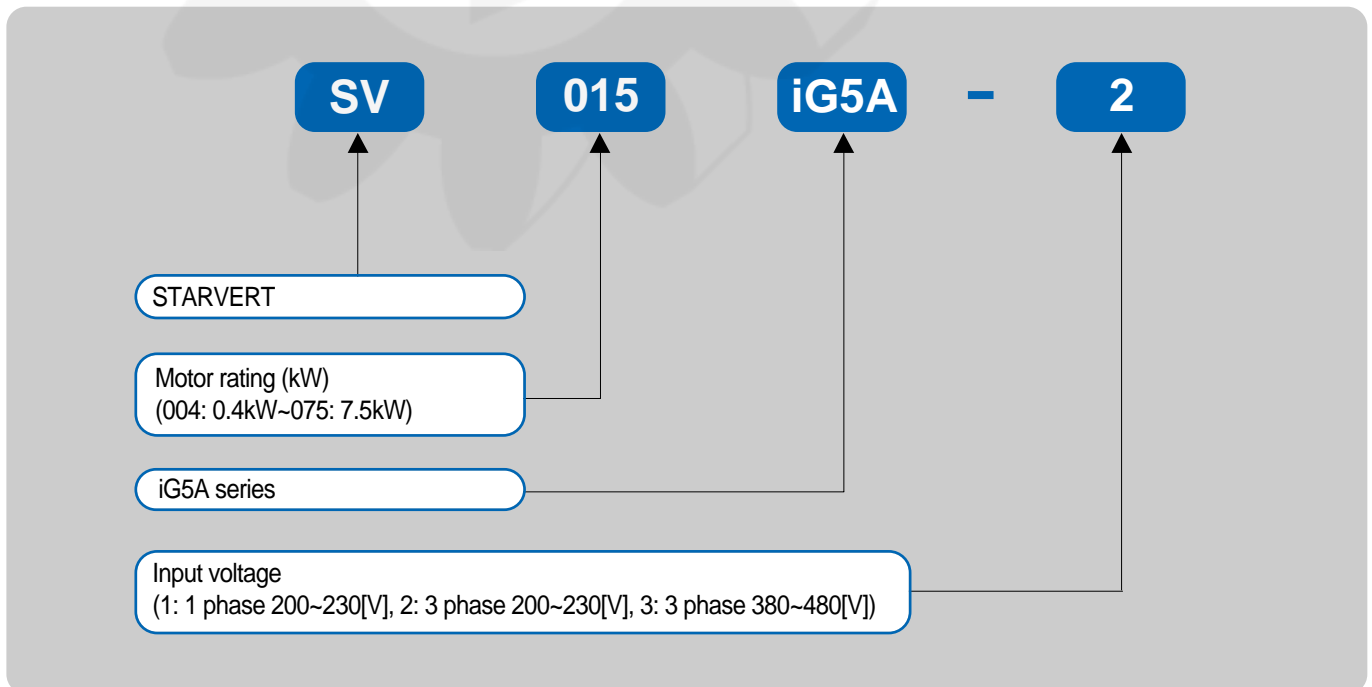 SV 015 iG5A - 2
STARVERT
Motor rating (kW)
(004: 0.4kW~075: 7.5kW)
iG5A series
Input voltage
(1: 1 phase 200~230[V], 2: 3 phase 200~230[V], 3: 3 phase 380~480[V])